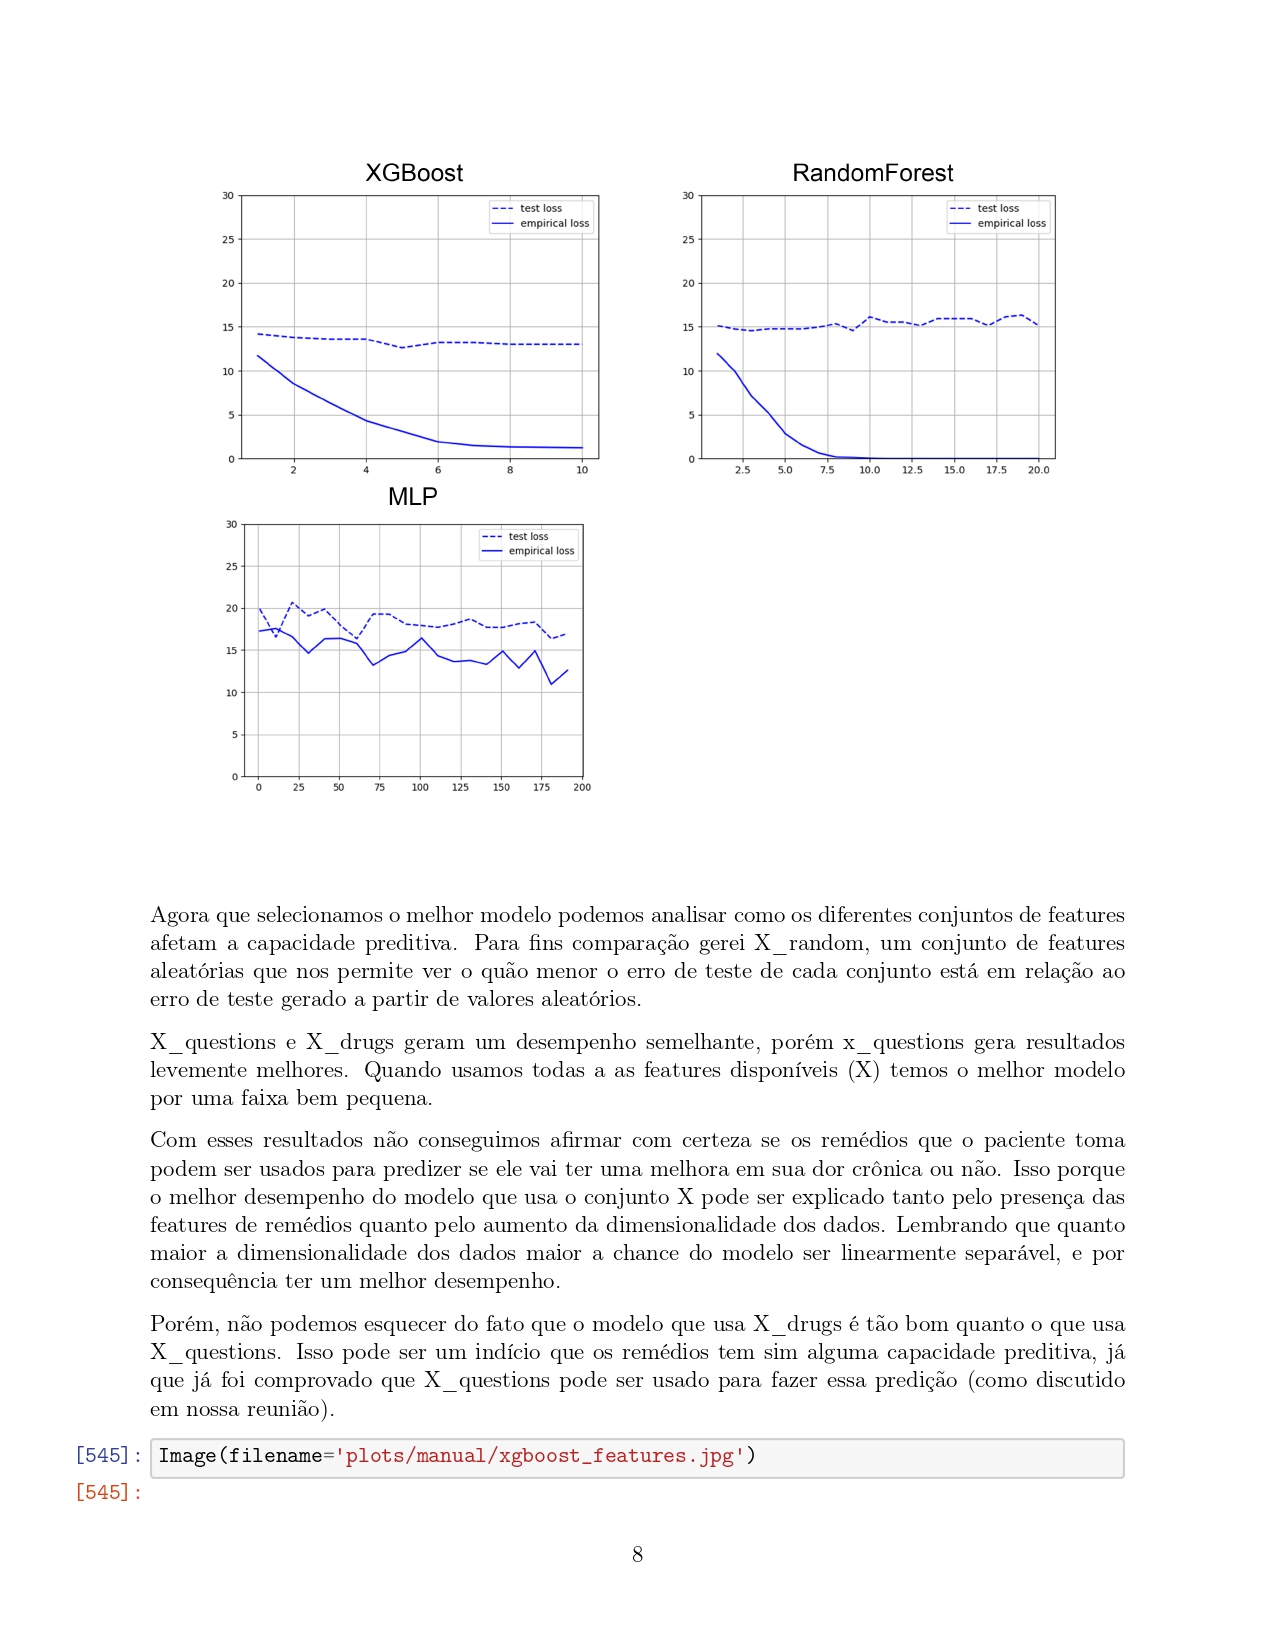 XGBoost
30
25
20
15
10
5
0
2 4 6 8 10
test loss
empirical loss
RandomForest
30
25
20
15
10
5
0
2.5 5.0 7.5 10.0 12.5 15.0 17.5 20.0
test loss
empirical loss
MLP
30
25
20
15
10
5
0
0 25 50 75 100 125 150 175 200
test loss
empirical loss
Agora que selecionamos o melhor modelo podemos analisar como os diferentes conjuntos de features
afetam a capacidade preditiva. Para fins comparação gerei X_random, um conjunto de features
aleatórias que nos permite ver o quão menor o erro de teste de cada conjunto está em relação ao
erro de teste gerado a partir de valores aleatórios.
X_questions e X_drugs geram um desempenho semelhante, porém x_questions gera resultados
levemente melhores. Quando usamos todas a as features disponíveis (X) temos o melhor modelo
por uma faixa bem pequena.
Com esses resultados não conseguimos afirmar com certeza se os remédios que o paciente toma
podem ser usados para predizer se ele vai ter uma melhora em sua dor crônica ou não. Isso porque
o melhor desempenho do modelo que usa o conjunto X pode ser explicado tanto pelo presença das
features de remédios quanto pelo aumento da dimensionalidade dos dados. Lembrando que quanto
maior a dimensionalidade dos dados maior a chance do modelo ser linearmente separável, e por
consequência ter um melhor desempenho.
Porém, não podemos esquecer do fato que o modelo que usa X_drugs é tão bom quanto o que usa
X_questions. Isso pode ser um indício que os remédios tem sim alguma capacidade preditiva, já
que já foi comprovado que X_questions pode ser usado para fazer essa predição (como discutido
em nossa reunião).
[545]: Image(filename='plots/manual/xgboost_features.jpg')
[545]:
8